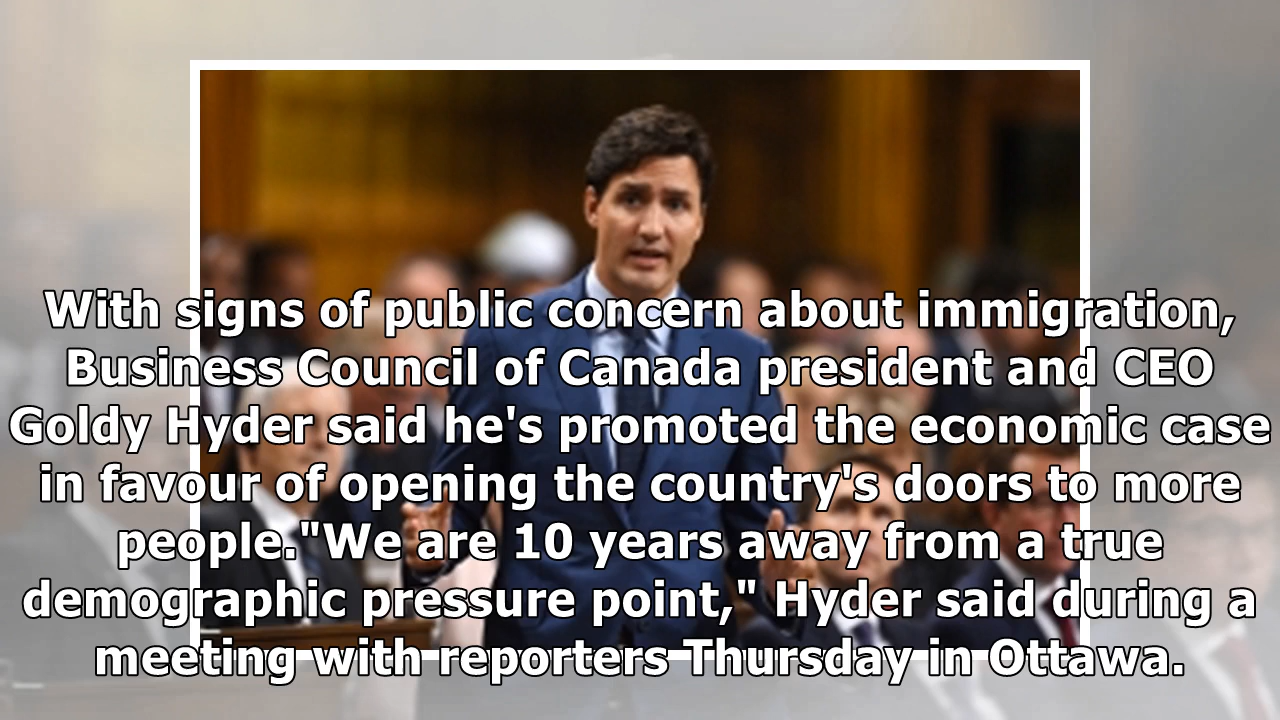 With signs of public concern about immigration,
Business Council of Canada president and CEO
Goldy Hyder said he's promoted the economic case
in favour of opening the country's doors to more
people."We are 10 years away from a true
demographic pressure point," Hyder said during a
meeting with reporters Thursday in Ottawa.